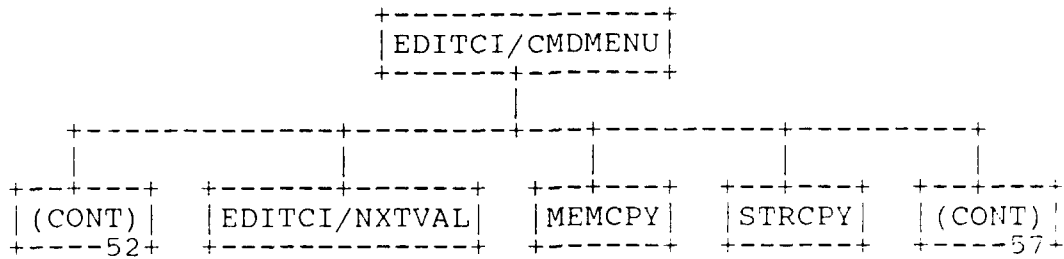 EDITCI/CMDMENU
(CONT) EDITCI/NXTVAL MEMCPY STRCPY (CONT)
52 57